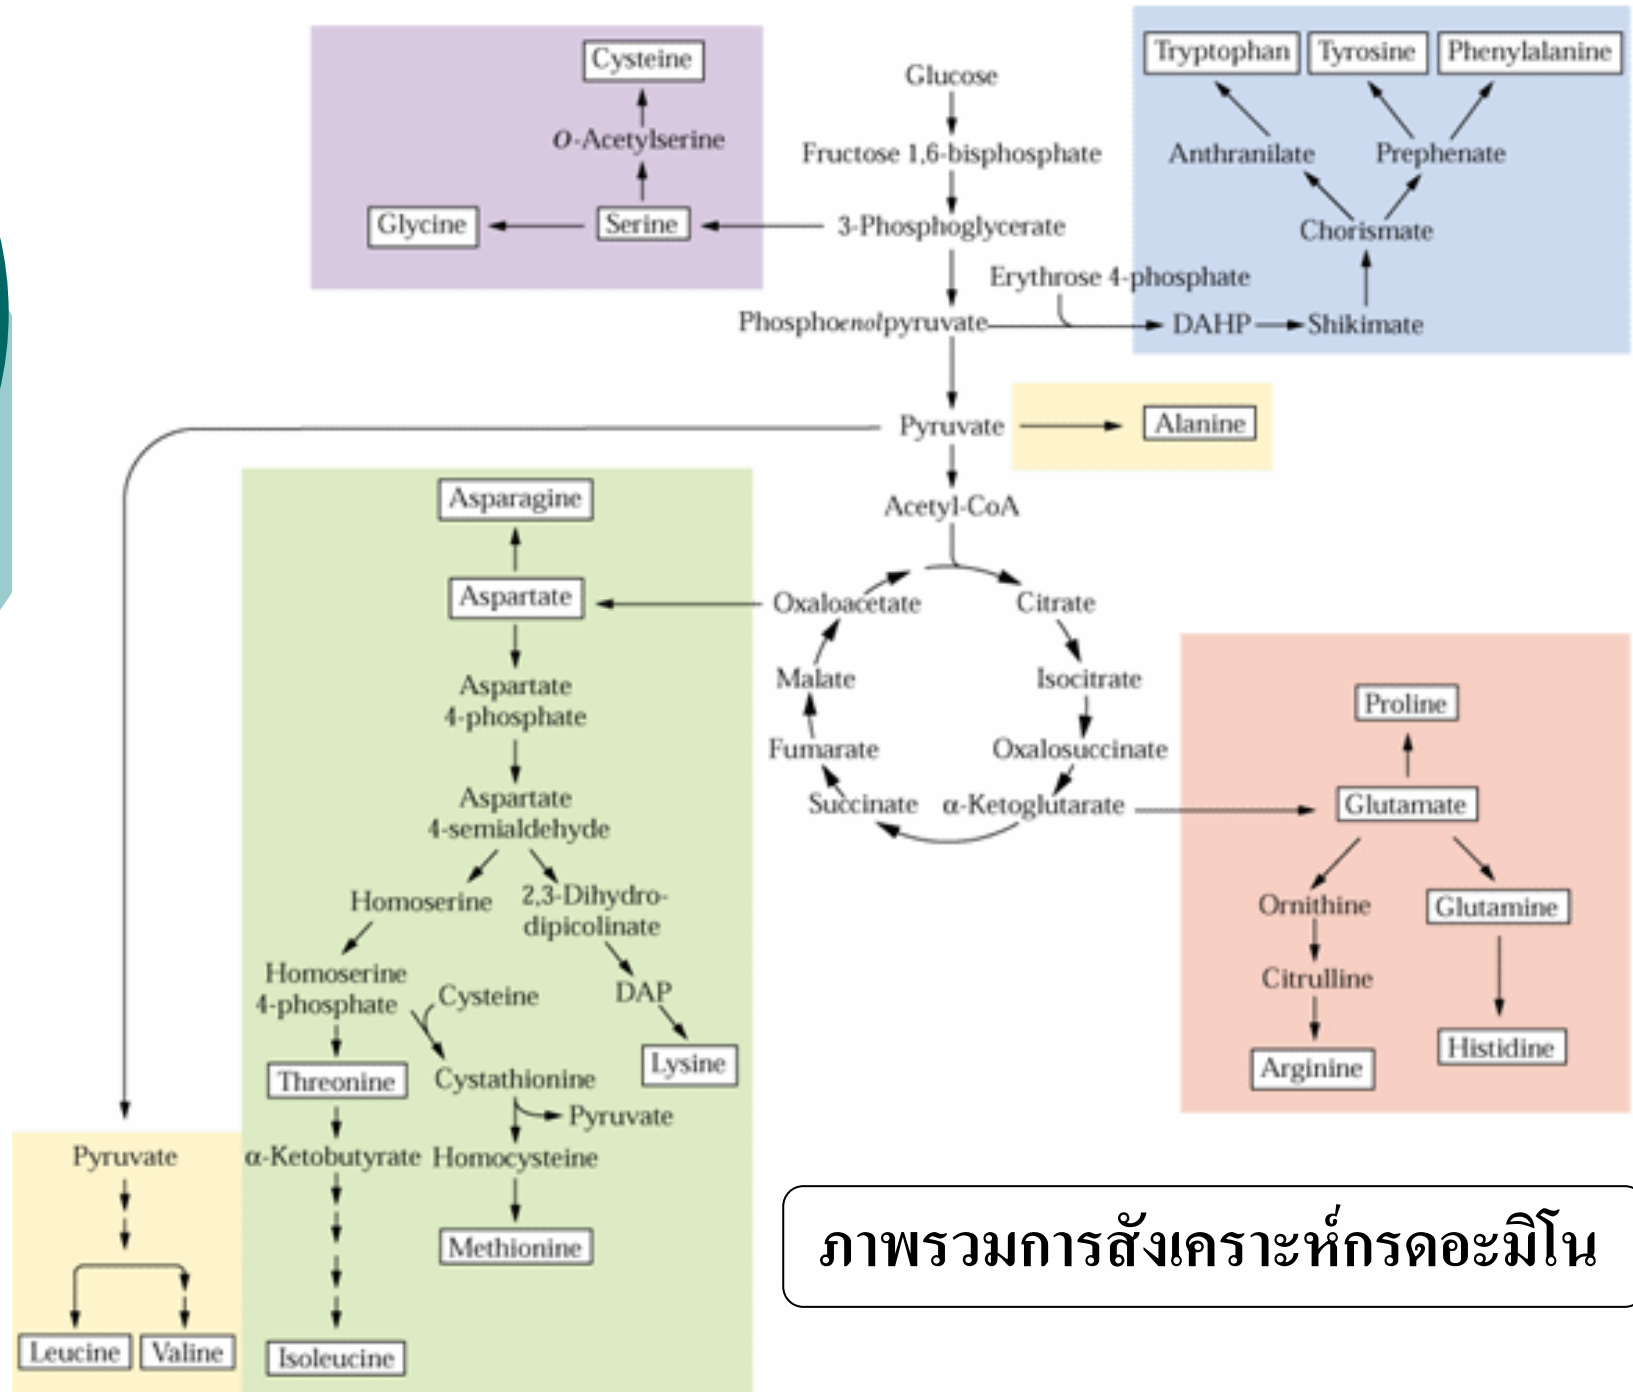 Cysteine
O-Acetylserine
Glycine
Serine
Glucose
Fructose 1,6-bisphosphate
3-Phosphoglycerate
Erythrose 4-phosphate
Phosphoenolpyruvate
Tryptophan
Tyrosine
Phenylalanine
Anthranilate
Prephenate
Chorismate
DAHP
Shikimate
Pyruvate
Alanine
Acetyl-CoA
Oxaloacetate
Citrate
Malate
Isocitrate
Fumarate
Oxalosuccinate
Succinate
α-Ketoglutarate
Asparagine
Aspartate
Aspartate
4-phosphate
Aspartate
4-semialdehyde
Homoserine
2,3-Dihydro-
dipicolinate
Homoserine
4-phosphate
Cysteine
DAP
Lysine
Threonine
Cystathionine
Pyruvate
α-Ketobutyrate
Homocysteine
Methionine
Isoleucine
Pyruvate
Leucine
Valine
Proline
Glutamate
Ornithine
Glutamine
Citrulline
Arginine
Histidine
ภาพรวมการสังเคราะห์กรดอะมิโน